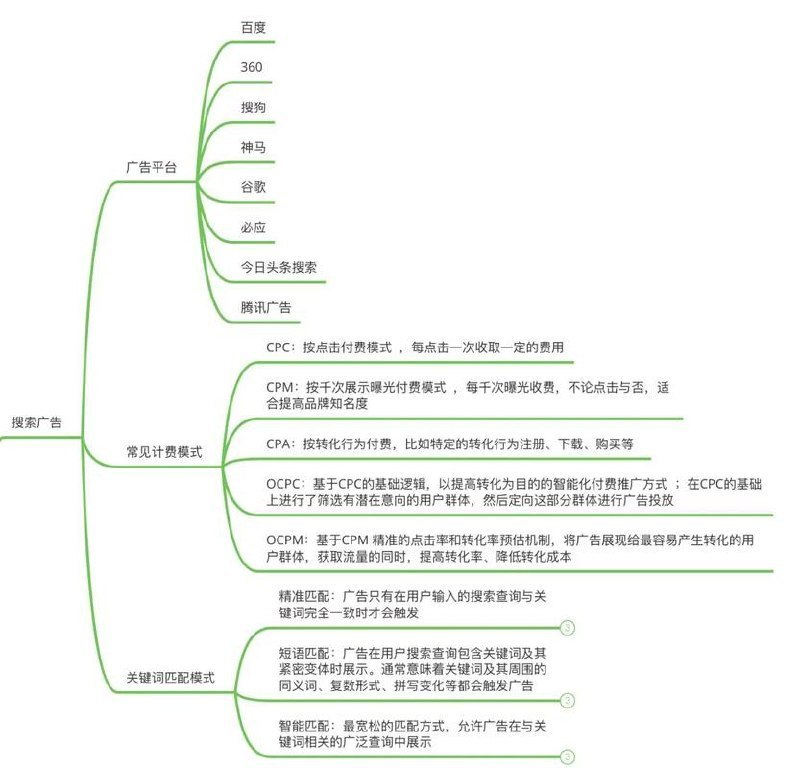 百度
360
搜狗
神马
广告平台
谷歌
必应
今日头条搜索
腾讯广告
CPC：按点击付费模式 ，每点击一次收取一定的费用
CPM：按千次展示曝光付费模式 ，每千次曝光收费，不论点击与否，适
合提高品牌知名度
搜索广告
常见计费模式
CPA：按转化行为付费，比如特定的转化行为注册、下载、购买等
OCPC：基于CPC的基础逻辑，以提高转化为目的的智能化付费推广方式 ；在CPC的基础
上进行了筛选有潜在意向的用户群体，然后定向这部分群体进行广告投放
OCPM：基于CPM 精准的点击率和转化率预估机制，将广告展现给最容易产生转化的用
户群体，获取流量的同时，提高转化率、降低转化成本
精准匹配：广告只有在用户输入的搜索查询与关
键词完全一致时才会触发
关键词匹配模式
短语匹配：广告在用户搜索查询包含关键词及其
紧密变体时展示。通常意味着关键词及其周围的
同义词、复数形式、拼写变化等都会触发广告
智能匹配：最宽松的匹配方式，允许广告在与关
键词相关的广泛查询中展示